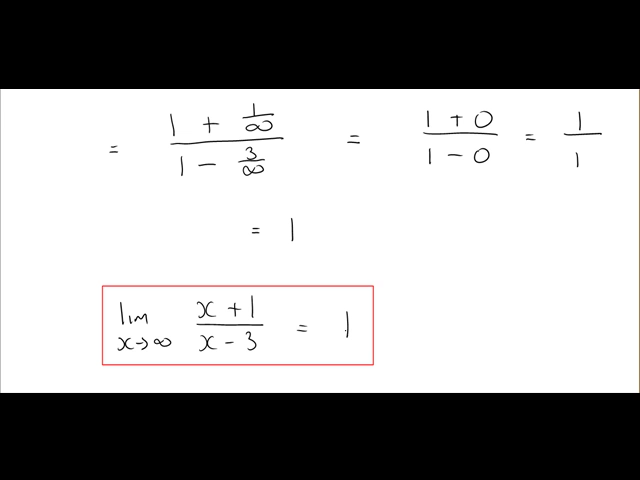 = (1 + 1/∞)/(1 − 3/∞) = (1 + 0)/(1 − 0) = 1/1
= 1
lim x→∞ (x + 1)/(x − 3) = 1